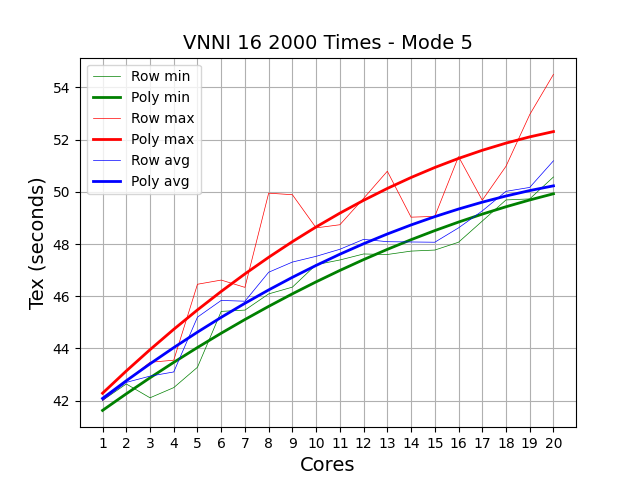 VNNI 16 2000 Times - Mode 5
Row min
Poly min
Row max
Poly max
Row avg
Poly avg
Tex (seconds)
54
52
50
48
46
44
42
1 2 3 4 5 6 7 8 9 10 11 12 13 14 15 16 17 18 19 20
Cores